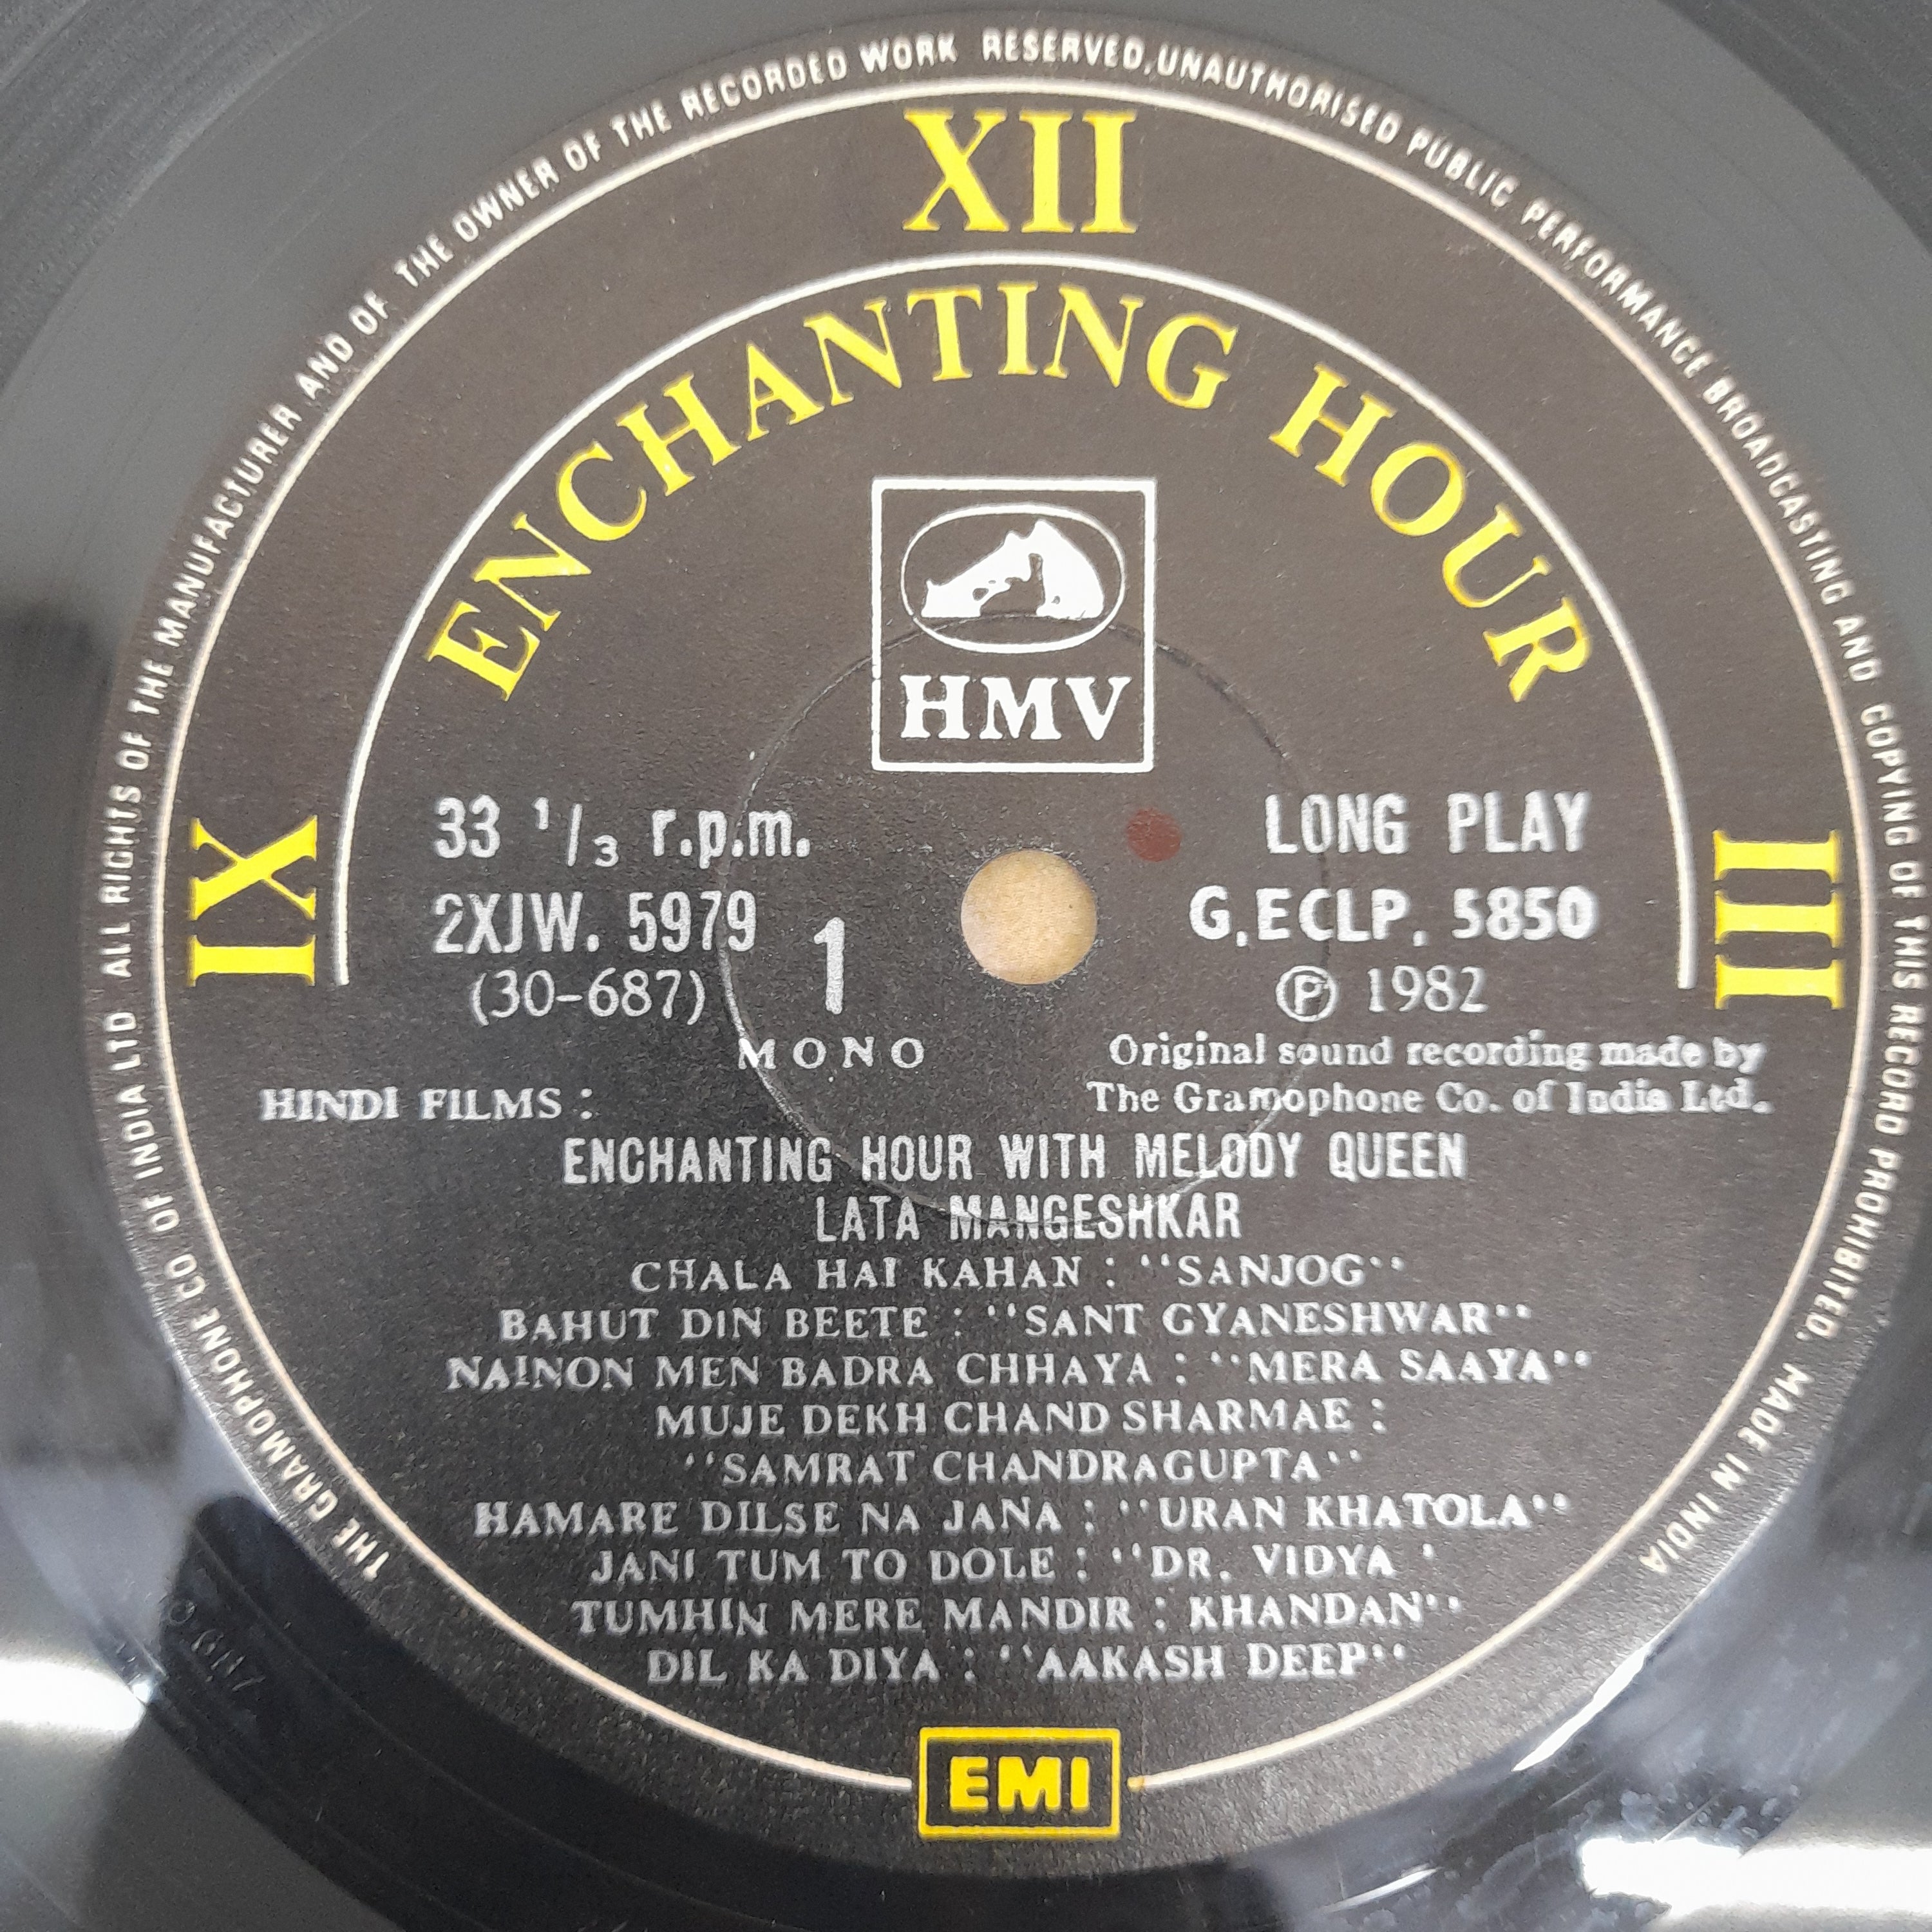 THE GRAMOPHONE CO OF INDIA LTD ALL RIGHTS OF THE MANUFACTURER AND OF THE OWNER OF THE RECORDED WORK RESERVED,UNAUTHORISED PUBLIC PERFORMANCE BROADCASTING AND COPYING OF THIS RECORD PROHIBITED. MADE IN INDIA
XII
ENCHANTING HOUR
HMV
IX
III
33 1/3 r.p.m.
LONG PLAY
2XJW. 5979
G.ECLP. 5850
(30-687)
1
℗ 1982
MONO
Original sound recording made by
The Gramophone Co. of India Ltd.
HINDI FILMS :
ENCHANTING HOUR WITH MELODY QUEEN
LATA MANGESHKAR
CHALA HAI KAHAN : "SANJOG"
BAHUT DIN BEETE : "SANT GYANESHWAR"
NAINON MEN BADRA CHHAYA : "MERA SAAYA"
MUJE DEKH CHAND SHARMAE :
"SAMRAT CHANDRAGUPTA"
HAMARE DILSE NA JANA : "URAN KHATOLA"
JANI TUM TO DOLE : "DR. VIDYA '
TUMHIN MERE MANDIR : KHANDAN"
DIL KA DIYA : "AAKASH DEEP"
EMI